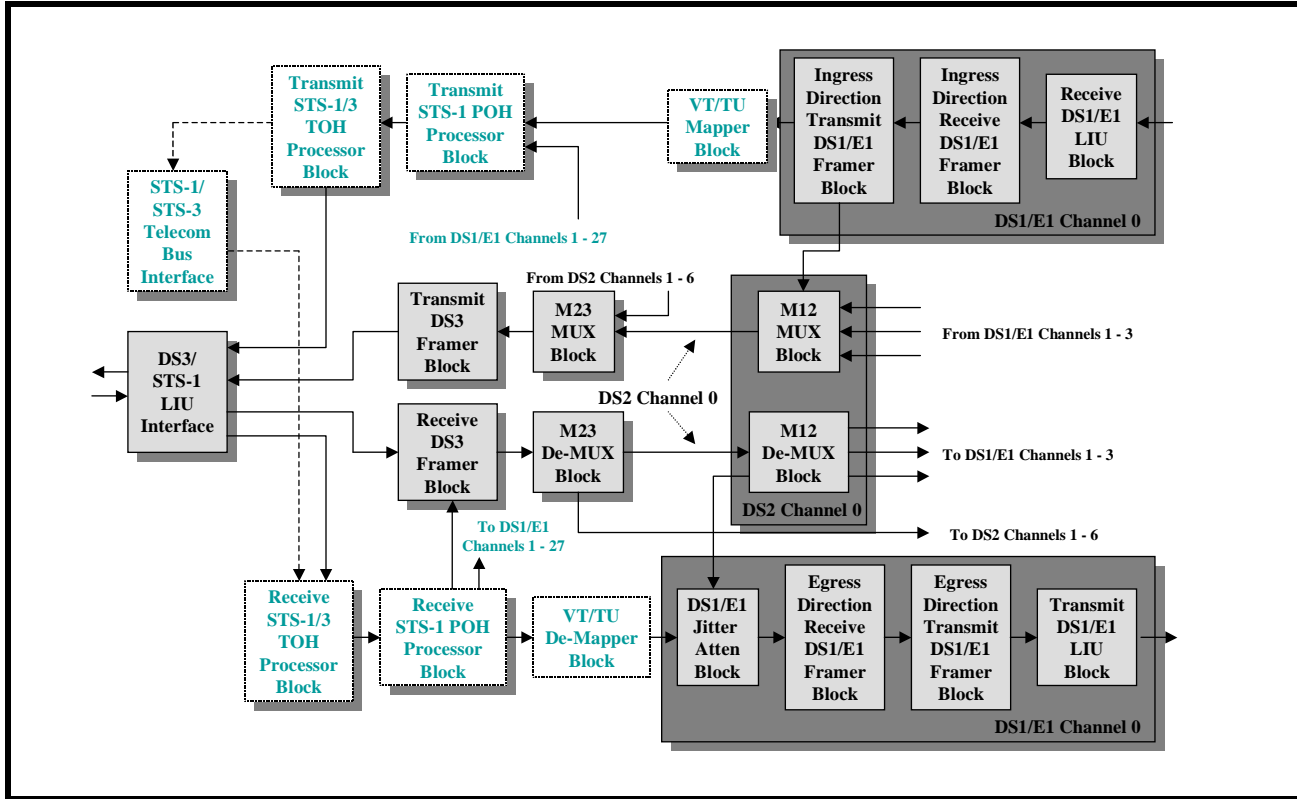 Transmit
STS-1/3
TOH
Processor
Block
Transmit
STS-1 POH
Processor
Block
VT/TU
Mapper
Block
Ingress
Direction
Transmit
DS1/E1
Framer
Block
Ingress
Direction
Receive
DS1/E1
Framer
Block
Receive
DS1/E1
LIU
Block
DS1/E1 Channel 0
STS-1/
STS-3
Telecom
Bus
Interface
From DS1/E1 Channels 1 - 27
From DS2 Channels 1 - 6
Transmit
DS3
Framer
Block
M23
MUX
Block
M12
MUX
Block
From DS1/E1 Channels 1 - 3
DS3/
STS-1
LIU
Interface
DS2 Channel 0
Receive
DS3
Framer
Block
M23
De-MUX
Block
M12
De-MUX
Block
To DS1/E1 Channels 1 - 3
DS2 Channel 0
To DS1/E1
Channels 1 - 27
To DS2 Channels 1 - 6
Receive
STS-1/3
TOH
Processor
Block
Receive
STS-1 POH
Processor
Block
VT/TU
De-Mapper
Block
DS1/E1
Jitter
Atten
Block
Egress
Direction
Receive
DS1/E1
Framer
Block
Egress
Direction
Transmit
DS1/E1
Framer
Block
Transmit
DS1/E1
LIU
Block
DS1/E1 Channel 0